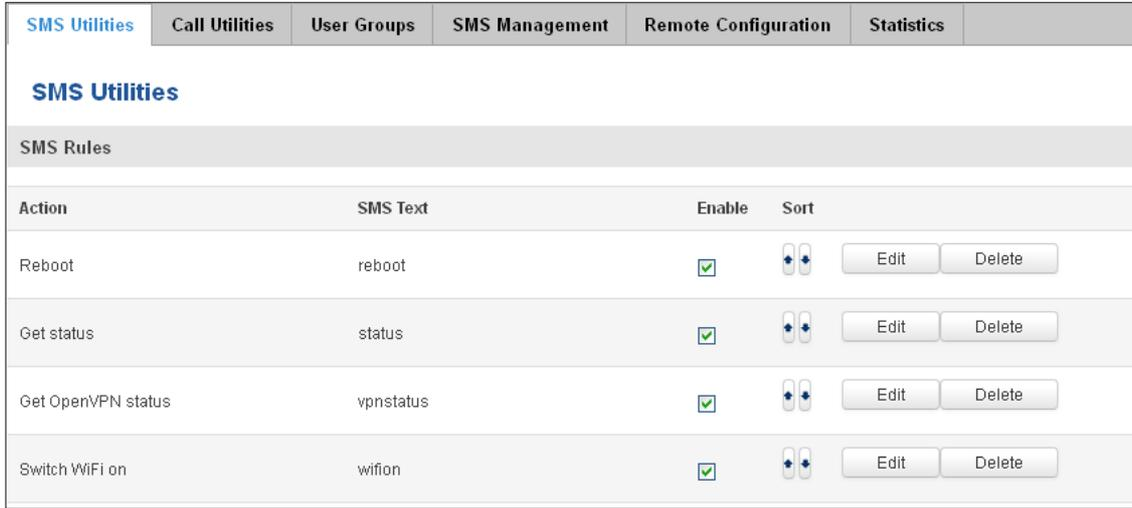 SMS Utilities Call Utilities User Groups SMS Management Remote Configuration Statistics
SMS Utilities
SMS Rules
Action SMS Text Enable Sort
Reboot reboot Edit Delete
Get status status Edit Delete
Get OpenVPN status vpnstatus Edit Delete
Switch WiFi on wifion Edit Delete